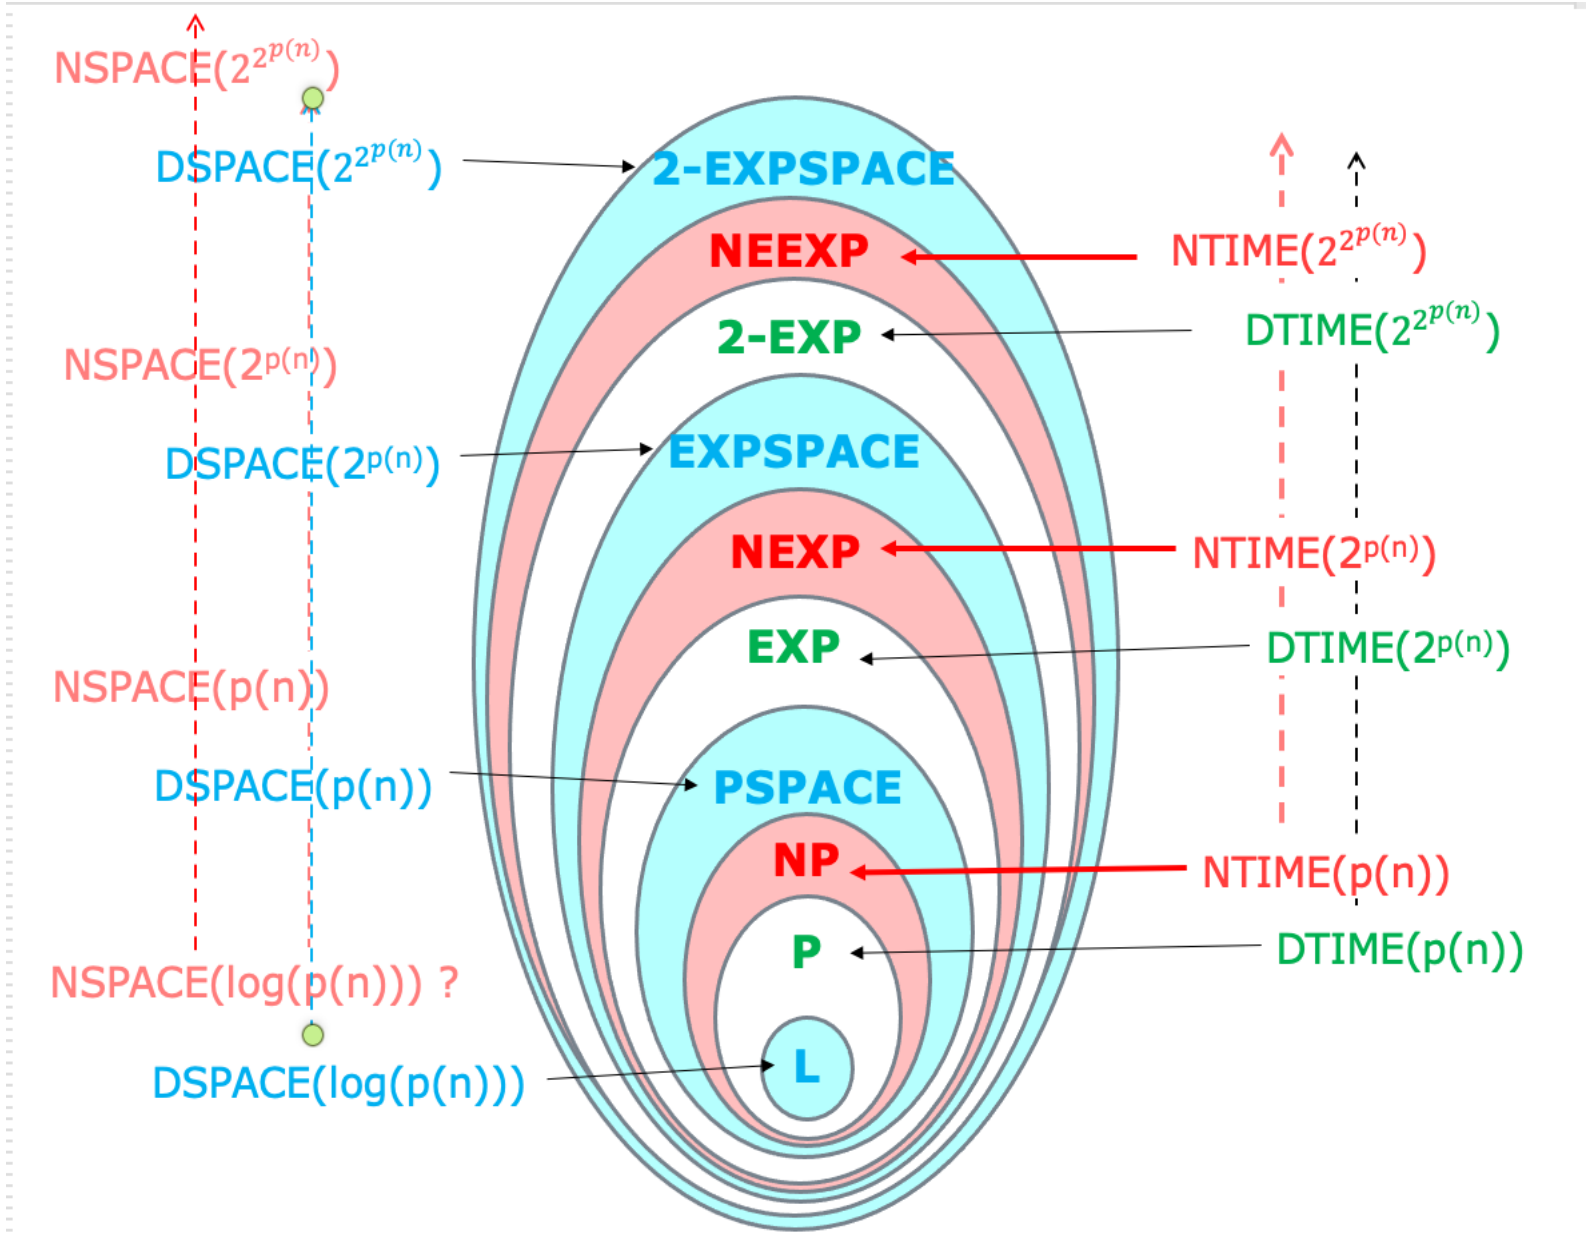 NSPACE(2^{2^{p(n)}})
DSPACE(2^{2^{p(n)}})
2-EXPSPACE
NEEXP
NTIME(2^{2^{p(n)}})
2-EXP
DTIME(2^{2^{p(n)}})
NSPACE(2^{p(n)})
DSPACE(2^{p(n)})
EXPSPACE
NEXP
NTIME(2^{p(n)})
EXP
DTIME(2^{p(n)})
NSPACE(p(n))
DSPACE(p(n))
PSPACE
NP
NTIME(p(n))
P
DTIME(p(n))
NSPACE(log(p(n))) ?
DSPACE(log(p(n)))
L